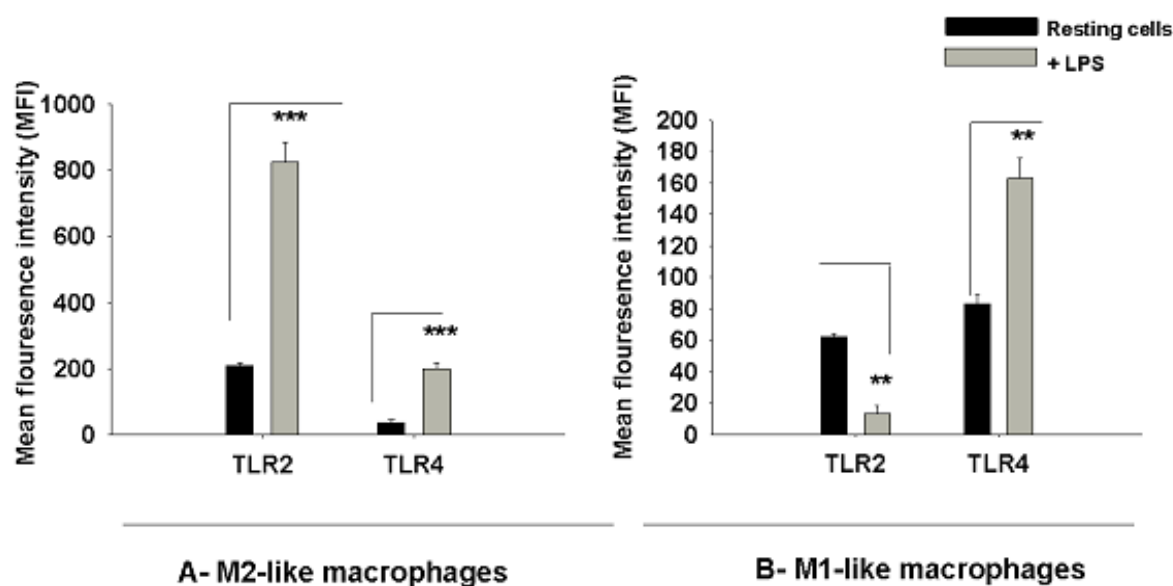 Resting cells
+ LPS
Mean flouresence intensity (MFI)
1000
800
600
400
200
0
***
***
TLR2
TLR4
A- M2-like macrophages
Mean flouresence intensity (MFI)
200
180
160
140
120
100
80
60
40
20
0
**
**
TLR2
TLR4
B- M1-like macrophages